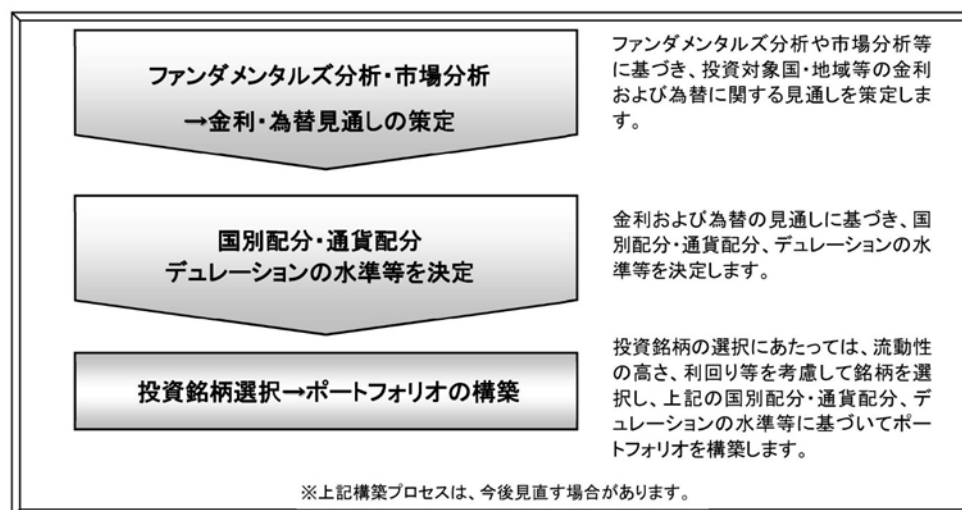 ファンダメンタルズ分析・市場分析
→金利・為替見通しの策定
ファンダメンタルズ分析や市場分析等
に基づき、投資対象国・地域等の金利
および為替に関する見通しを策定しま
す。
国別配分・通貨配分
デュレーションの水準等を決定
金利および為替の見通しに基づき、国
別配分・通貨配分、デュレーションの水
準等を決定します。
投資銘柄選択→ポートフォリオの構築
投資銘柄の選択にあたっては、流動性
の高さ、利回り等を考慮して銘柄を選
択し、上記の国別配分・通貨配分、デ
ュレーションの水準等に基づいてポー
トフォリオを構築します。
※上記構築プロセスは、今後見直す場合があります。